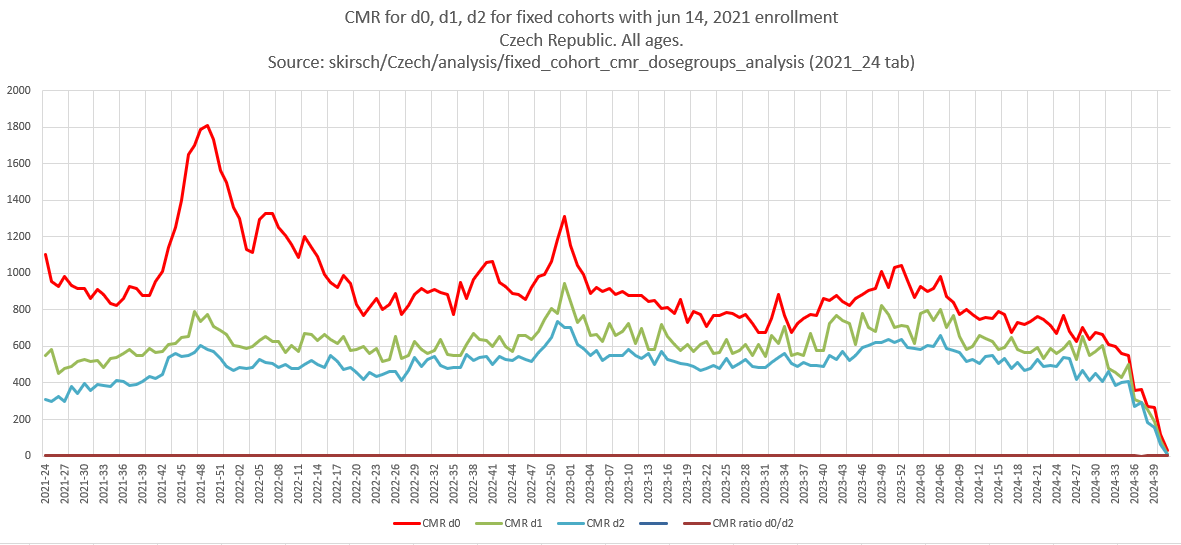 CMR for d0, d1, d2 for fixed cohorts with jun 14, 2021 enrollment
Czech Republic. All ages.
Source: skirsch/Czech/analysis/fixed_cohort_cmr_dosegroups_analysis (2021_24 tab)
2000
1800
1600
1400
1200
1000
800
600
400
200
0
2021-24 2021-27 2021-30 2021-33 2021-36 2021-39 2021-42 2021-45 2021-48 2021-51 2022-02 2022-05 2022-08 2022-11 2022-14 2022-17 2022-20 2022-23 2022-26 2022-29 2022-32 2022-35 2022-38 2022-41 2022-44 2022-47 2022-50 2023-01 2023-04 2023-07 2023-10 2023-13 2023-16 2023-19 2023-22 2023-25 2023-28 2023-31 2023-34 2023-37 2023-40 2023-43 2023-46 2023-49 2023-52 2024-03 2024-06 2024-09 2024-12 2024-15 2024-18 2024-21 2024-24 2024-27 2024-30 2024-33 2024-36 2024-39
CMR d0 CMR d1 CMR d2 CMR ratio d0/d2